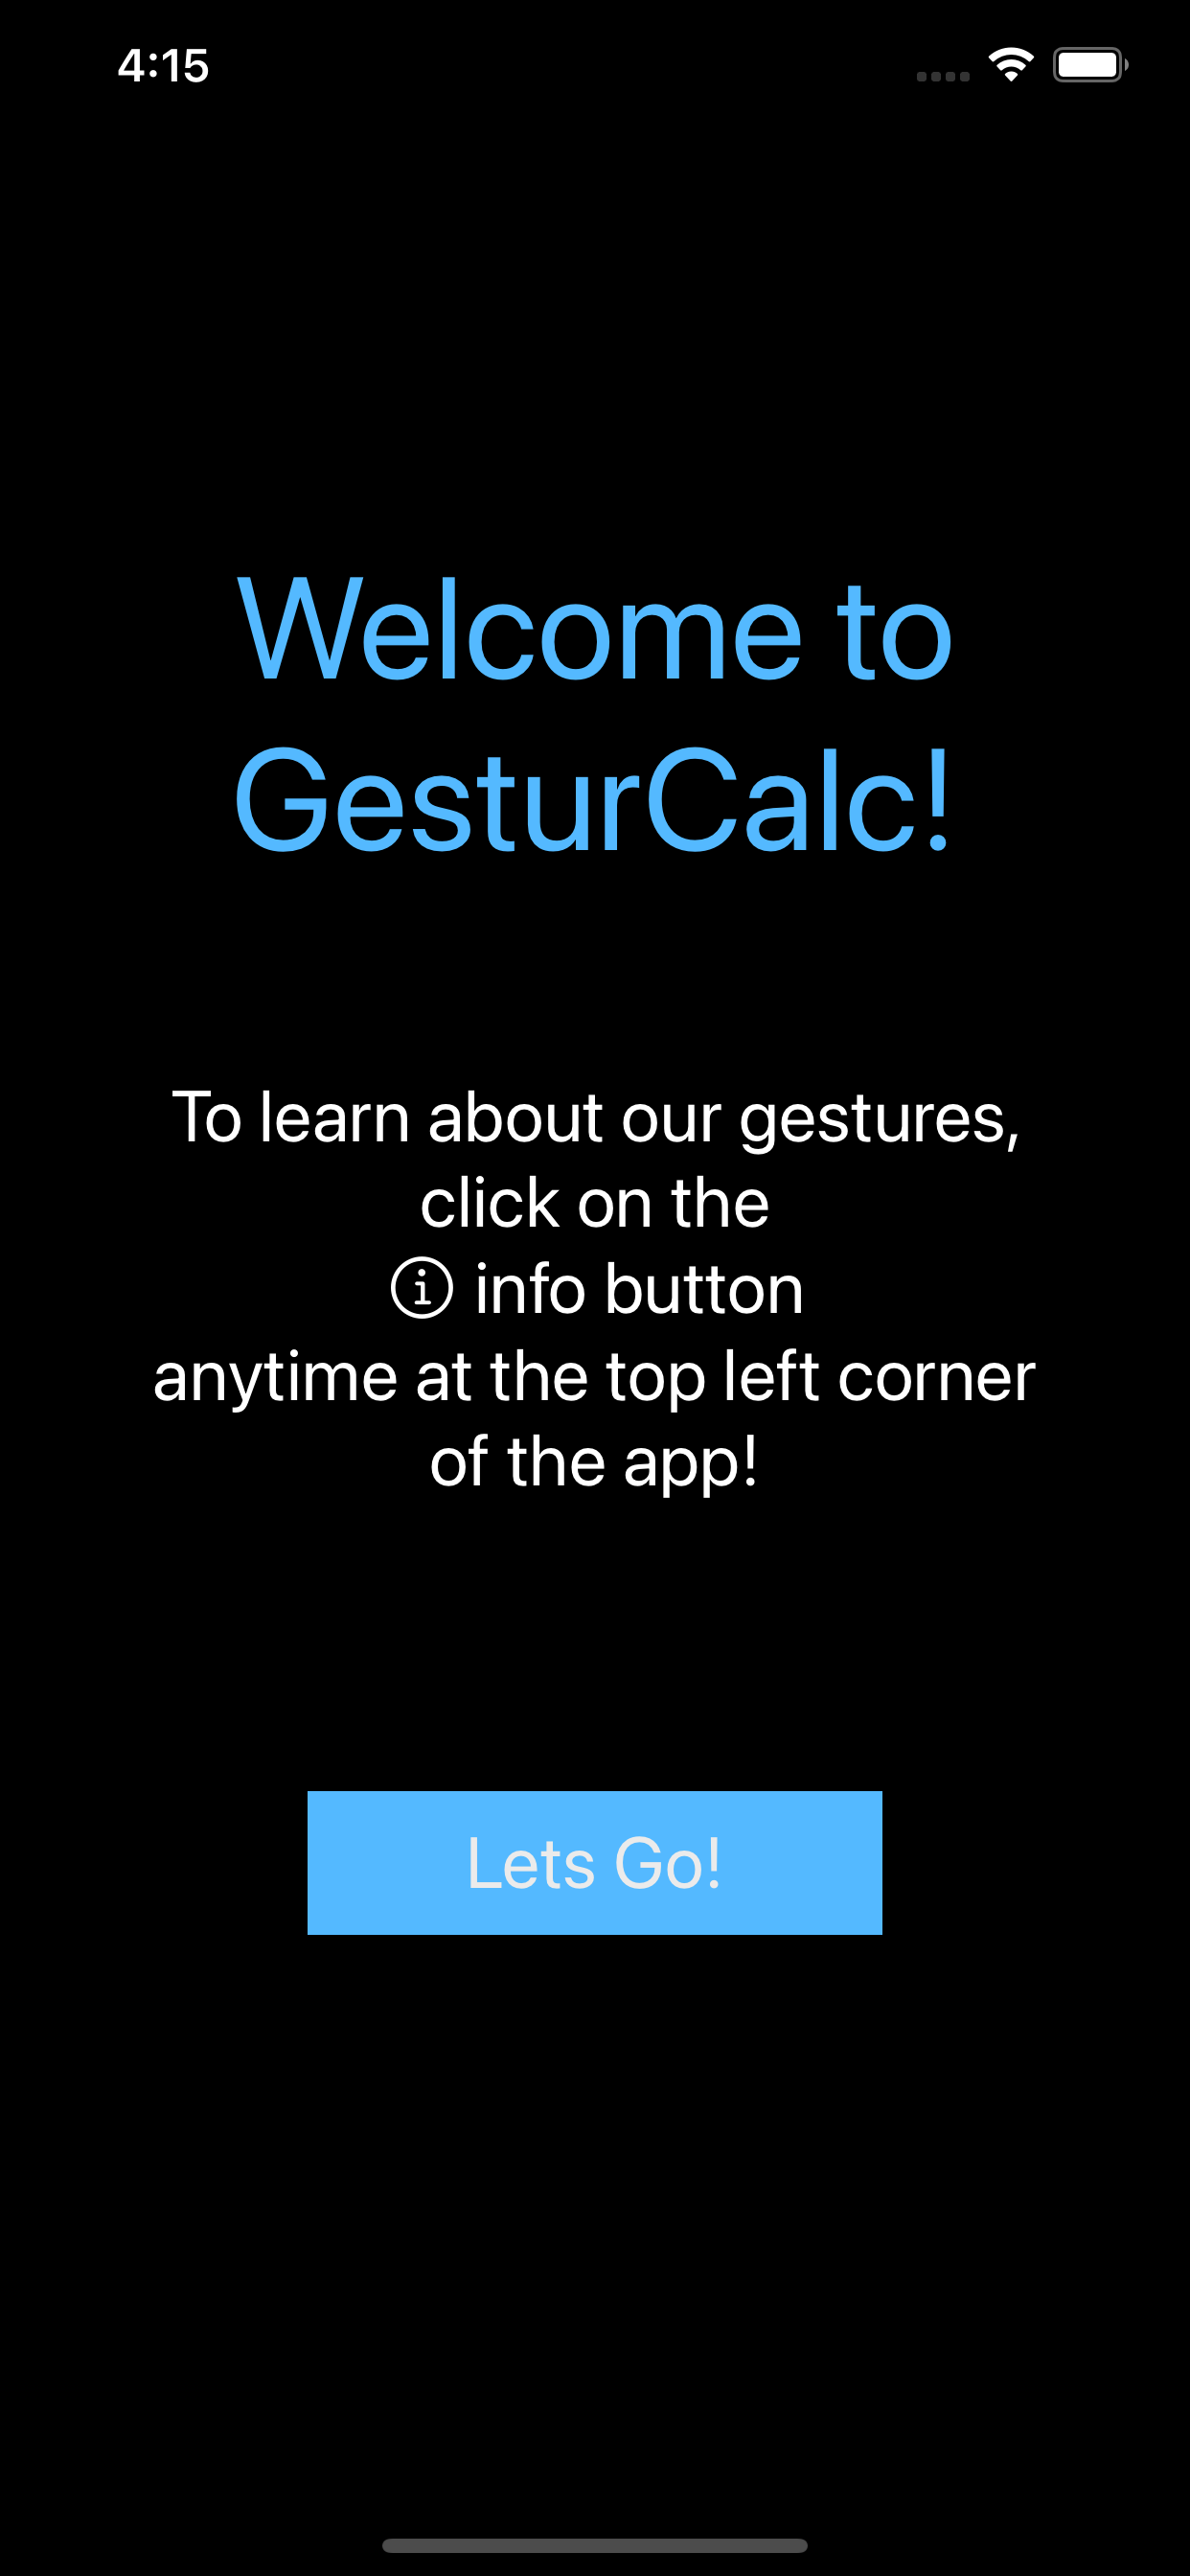 4:15
Welcome to
GesturCalc!
To learn about our gestures,
click on the
info button
anytime at the top left corner
of the app!
Lets Go!